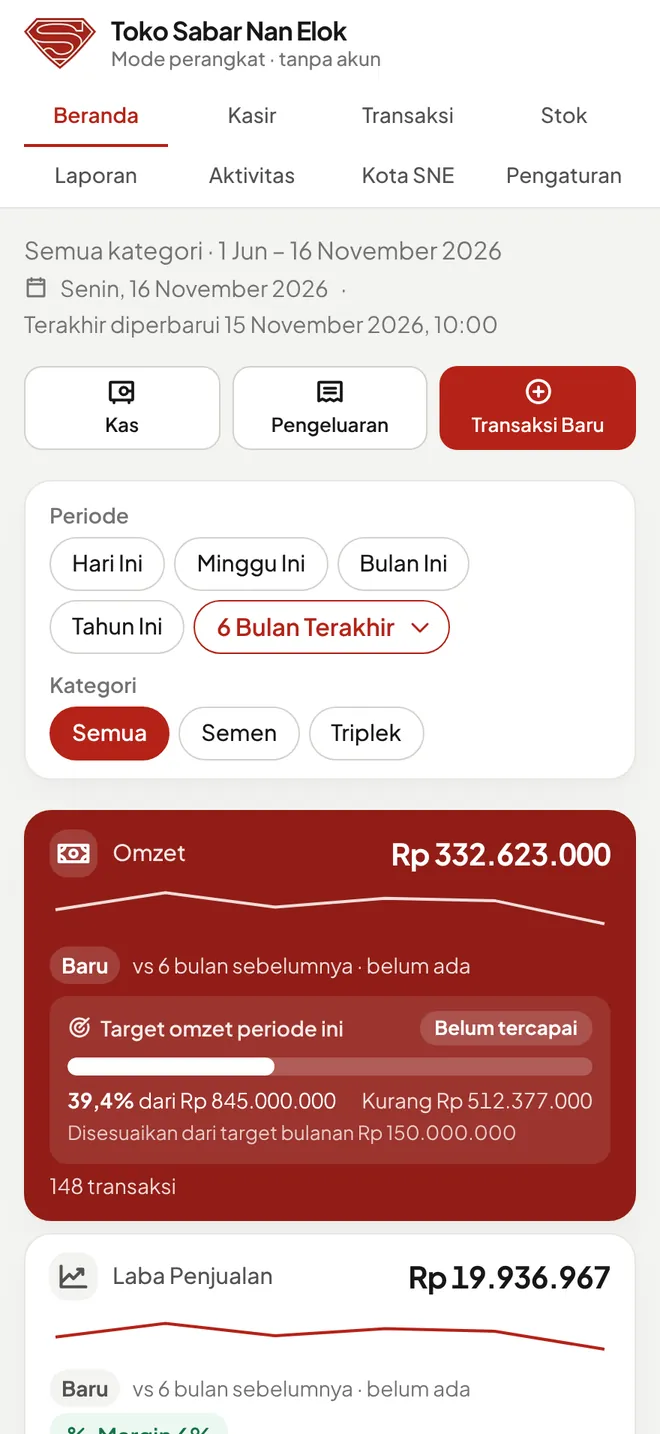 Toko Sabar Nan Elok
Mode perangkat · tanpa akun
Beranda Kasir Transaksi Stok
Laporan Aktivitas Kota SNE Pengaturan
Semua kategori · 1 Jun – 16 November 2026
Senin, 16 November 2026 ·
Terakhir diperbarui 15 November 2026, 10:00
Kas Pengeluaran Transaksi Baru
Periode
Hari Ini Minggu Ini Bulan Ini
Tahun Ini 6 Bulan Terakhir
Kategori
Semua Semen Triplek
Omzet Rp 332.623.000
Baru vs 6 bulan sebelumnya · belum ada
Target omzet periode ini Belum tercapai
39,4% dari Rp 845.000.000 Kurang Rp 512.377.000
Disesuaikan dari target bulanan Rp 150.000.000
148 transaksi
Laba Penjualan Rp 19.936.967
Baru vs 6 bulan sebelumnya · belum ada
% Margin 6%